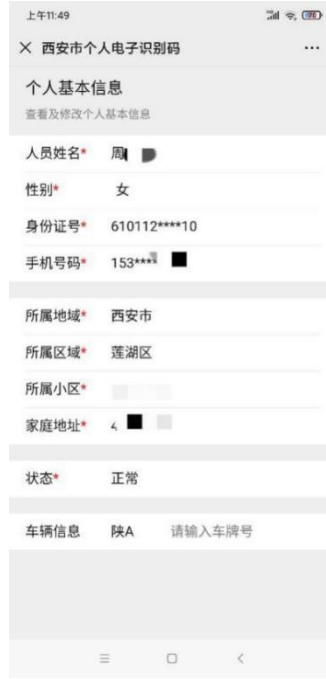 上午11:49
西安市个人电子识别码
个人基本信息
查看及修改个人基本信息
人员姓名* 周
性别* 女
身份证号* 610112****10
手机号码* 153****
所属地域* 西安市
所属区域* 莲湖区
所属小区*
家庭地址*
状态* 正常
车辆信息 陕A 请输入车牌号